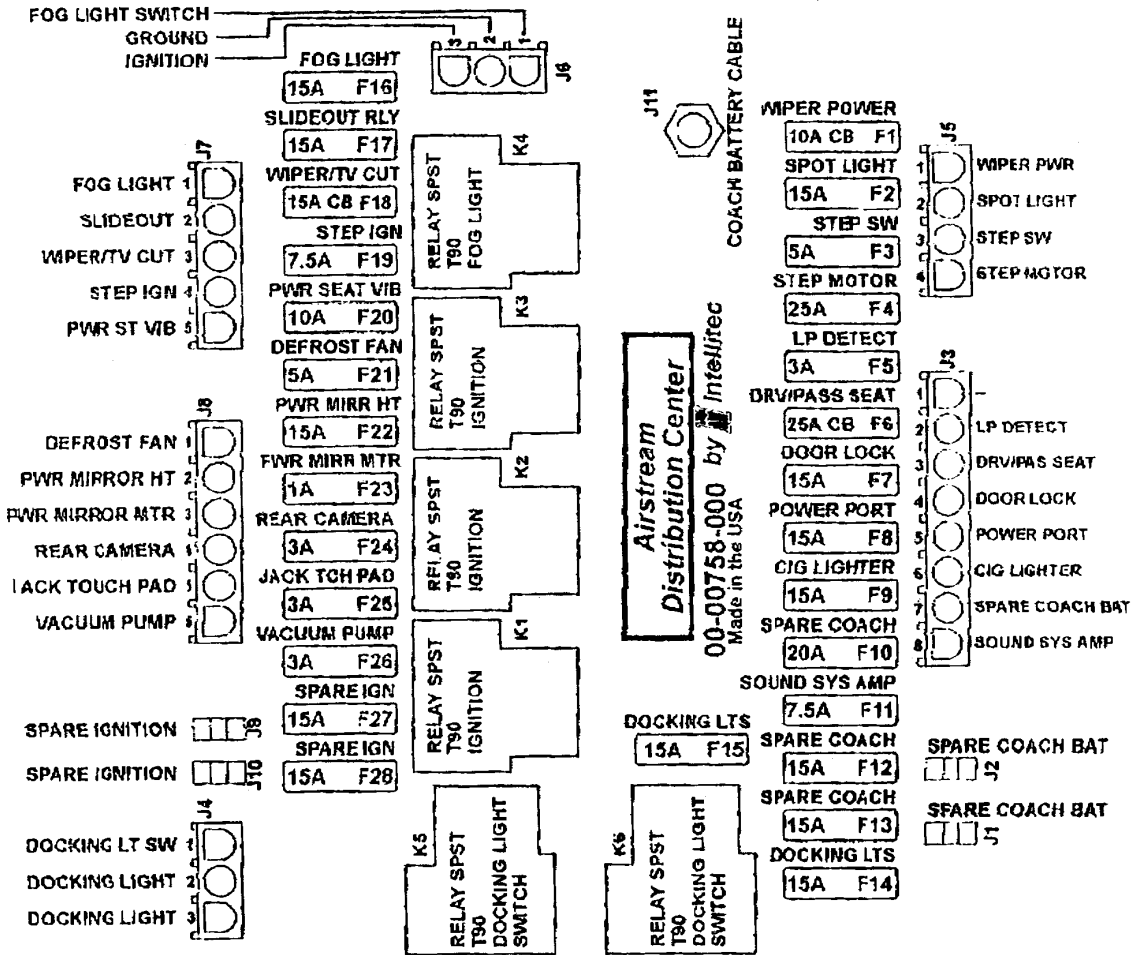 FOG LIGHT SWITCH
GROUND
IGNITION
3 2 1
J6
FOG LIGHT
15A F16
SLIDEOUT RLY
15A F17
WIPER/TV CUT
15A CB F18
STEP IGN
7.5A F19
PWR SEAT VIB
10A F20
DEFROST FAN
5A F21
PWR MIRR HT
15A F22
PWR MIRR MTR
1A F23
REAR CAMERA
3A F24
JACK TCH PAD
3A F25
VACUUM PUMP
3A F26
SPARE IGN
15A F27
SPARE IGN
15A F28
J7
FOG LIGHT 1
SLIDEOUT 2
WIPER/TV CUT 3
STEP IGN 4
PWR ST VIB 5
J8
DEFROST FAN 1
PWR MIRROR HT 2
PWR MIRROR MTR 3
REAR CAMERA 4
JACK TOUCH PAD 5
VACUUM PUMP 6
SPARE IGNITION J9
SPARE IGNITION J10
J4
DOCKING LT SW 1
DOCKING LIGHT 2
DOCKING LIGHT 3
K4
RELAY SPST
T90
FOG LIGHT
K3
RELAY SPST
T90
IGNITION
K2
RELAY SPST
T90
IGNITION
K1
RELAY SPST
T90
IGNITION
K5
RELAY SPST
T90
DOCKING LIGHT
SWITCH
K6
RELAY SPST
T90
DOCKING LIGHT
SWITCH
J11
COACH BATTERY CABLE
Airstream
Distribution Center
00-00758-000 by Intellitec
Made in the USA
DOCKING LTS
15A F15
WIPER POWER
10A CB F1
SPOT LIGHT
15A F2
STEP SW
5A F3
STEP MOTOR
25A F4
LP DETECT
3A F5
DRV/PASS SEAT
25A CB F6
DOOR LOCK
15A F7
POWER PORT
15A F8
CIG LIGHTER
15A F9
SPARE COACH
20A F10
SOUND SYS AMP
7.5A F11
SPARE COACH
15A F12
SPARE COACH
15A F13
DOCKING LTS
15A F14
J5
1 WIPER PWR
2 SPOT LIGHT
3 STEP SW
4 STEP MOTOR
J3
1 –
2 LP DETECT
3 DRV/PAS SEAT
4 DOOR LOCK
5 POWER PORT
6 CIG LIGHTER
7 SPARE COACH BAT
8 SOUND SYS AMP
SPARE COACH BAT
J2
SPARE COACH BAT
J1